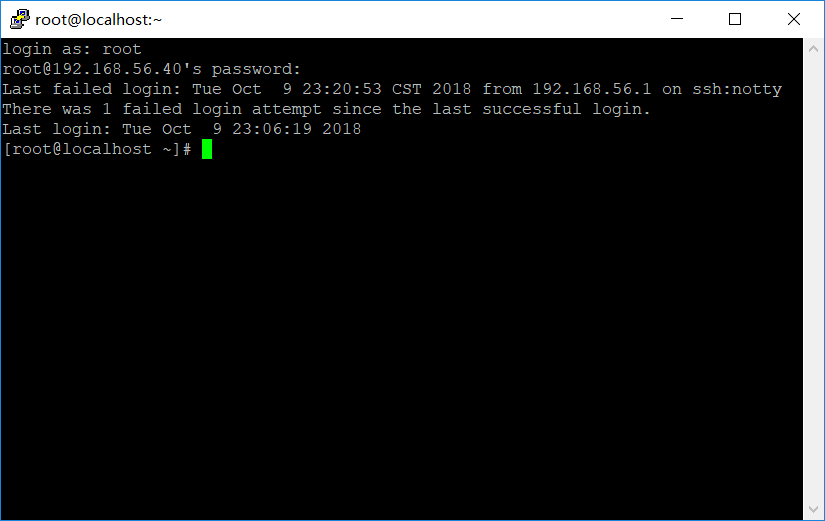 root@localhost:~
login as: root
root@192.168.56.40's password:
Last failed login: Tue Oct  9 23:20:53 CST 2018 from 192.168.56.1 on ssh:notty
There was 1 failed login attempt since the last successful login.
Last login: Tue Oct  9 23:06:19 2018
[root@localhost ~]#